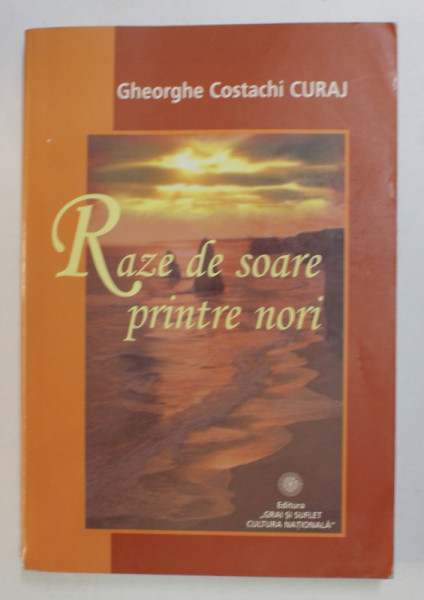 Gheorghe Costachi CURAJ
Raze de soare
printre nori
Editura
„GRAI ȘI SUFLET
CULTURA NAȚIONALĂ”